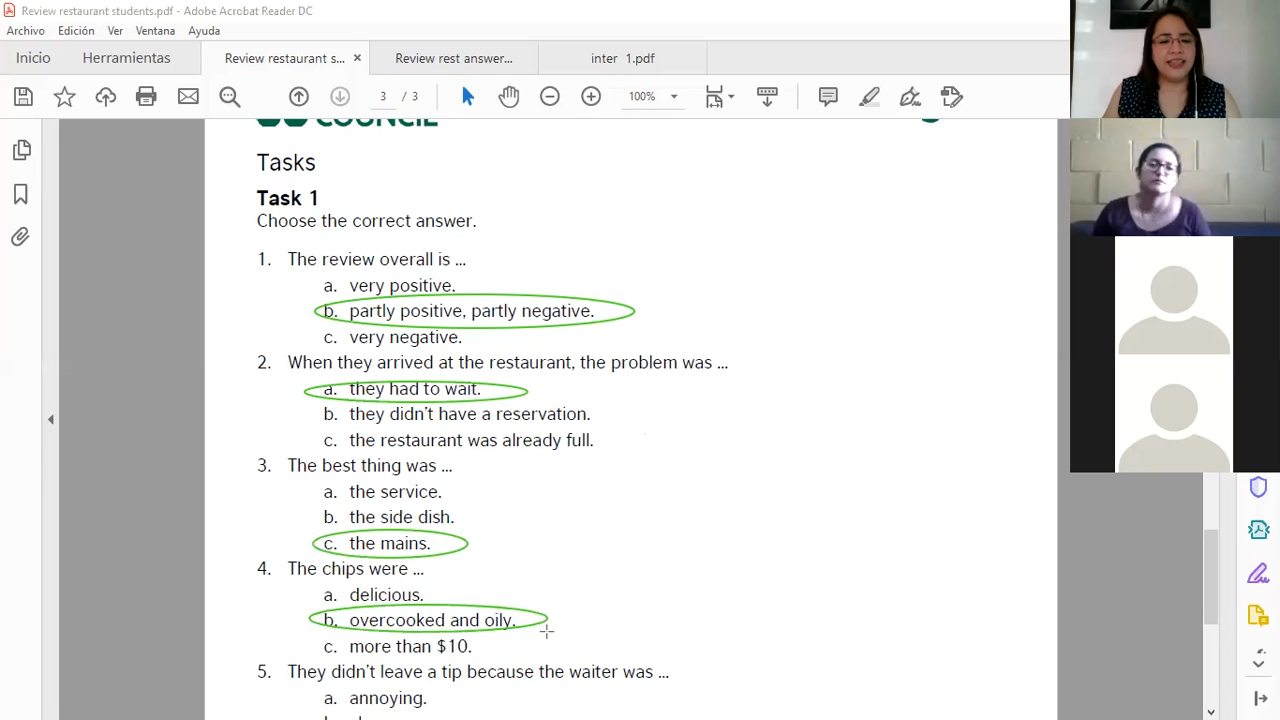 Review restaurant students.pdf - Adobe Acrobat Reader DC
Archivo Edición Ver Ventana Ayuda
Inicio Herramientas Review restaurant s... × Review rest answer... inter 1.pdf
3 / 3 100%
COUNCIL
Tasks
Task 1
Choose the correct answer.
1. The review overall is ...
a. very positive.
b. partly positive, partly negative.
c. very negative.
2. When they arrived at the restaurant, the problem was ...
a. they had to wait.
b. they didn't have a reservation.
c. the restaurant was already full.
3. The best thing was ...
a. the service.
b. the side dish.
c. the mains.
4. The chips were ...
a. delicious.
b. overcooked and oily.
c. more than $10.
5. They didn't leave a tip because the waiter was ...
a. annoying.